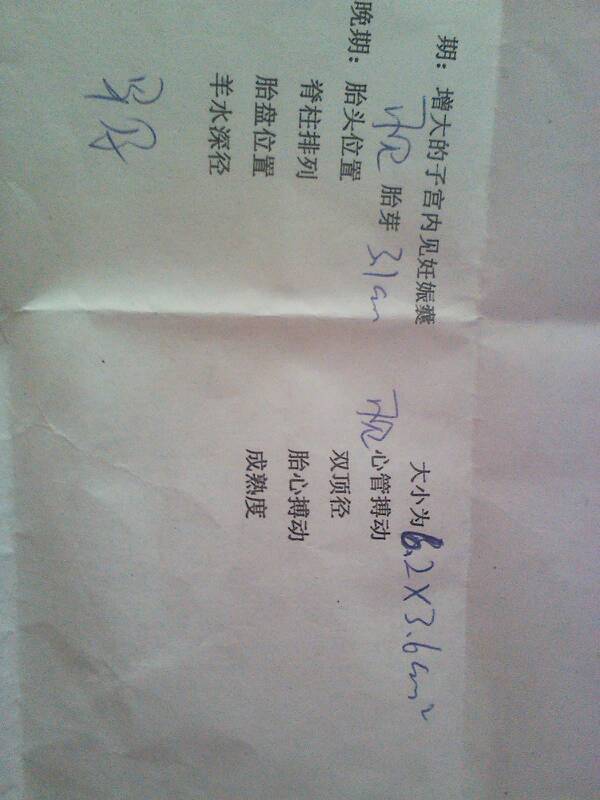 期：增大的子宫内见妊娠囊 大小为6.2×3.6cm²
可见 胎芽 3.1cm 可见心管搏动
晚期：胎头位置 双顶径
脊柱排列 胎心搏动
胎盘位置 成熟度
羊水深径